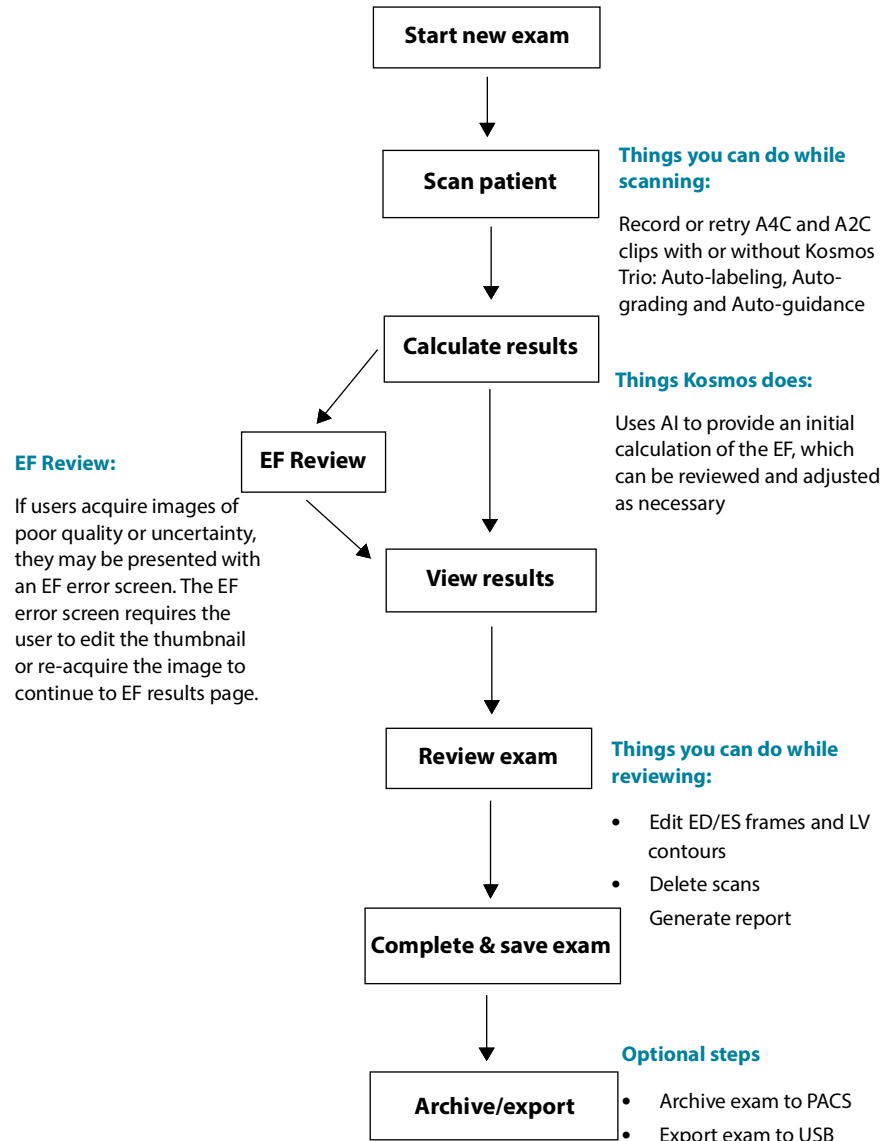 Start new exam
Scan patient
Things you can do while
scanning:
Record or retry A4C and A2C
clips with or without Kosmos
Trio: Auto-labeling, Auto-
grading and Auto-guidance
Calculate results
Things Kosmos does:
Uses AI to provide an initial
calculation of the EF, which
can be reviewed and adjusted
as necessary
EF Review
EF Review:
If users acquire images of
poor quality or uncertainty,
they may be presented with
an EF error screen. The EF
error screen requires the
user to edit the thumbnail
or re-acquire the image to
continue to EF results page.
View results
Review exam
Things you can do while
reviewing:
• Edit ED/ES frames and LV
contours
• Delete scans
Generate report
Complete & save exam
Archive/export
Optional steps
• Archive exam to PACS
• Export exam to USB